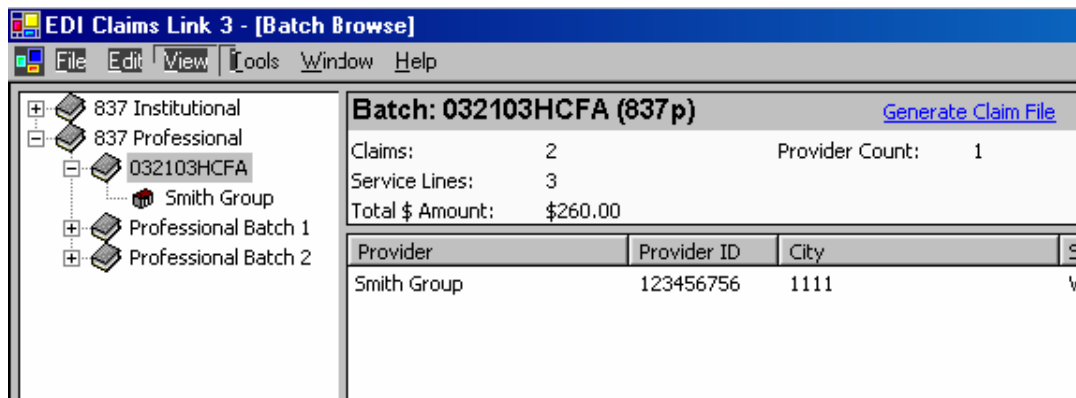 EDI Claims Link 3 - [Batch Browse]
File Edit View Tools Window Help
837 Institutional
837 Professional
032103HCFA
Smith Group
Professional Batch 1
Professional Batch 2
Batch: 032103HCFA (837p) Generate Claim File
Claims: 2 Provider Count: 1
Service Lines: 3
Total $ Amount: $260.00
Provider Provider ID City
Smith Group 123456756 1111